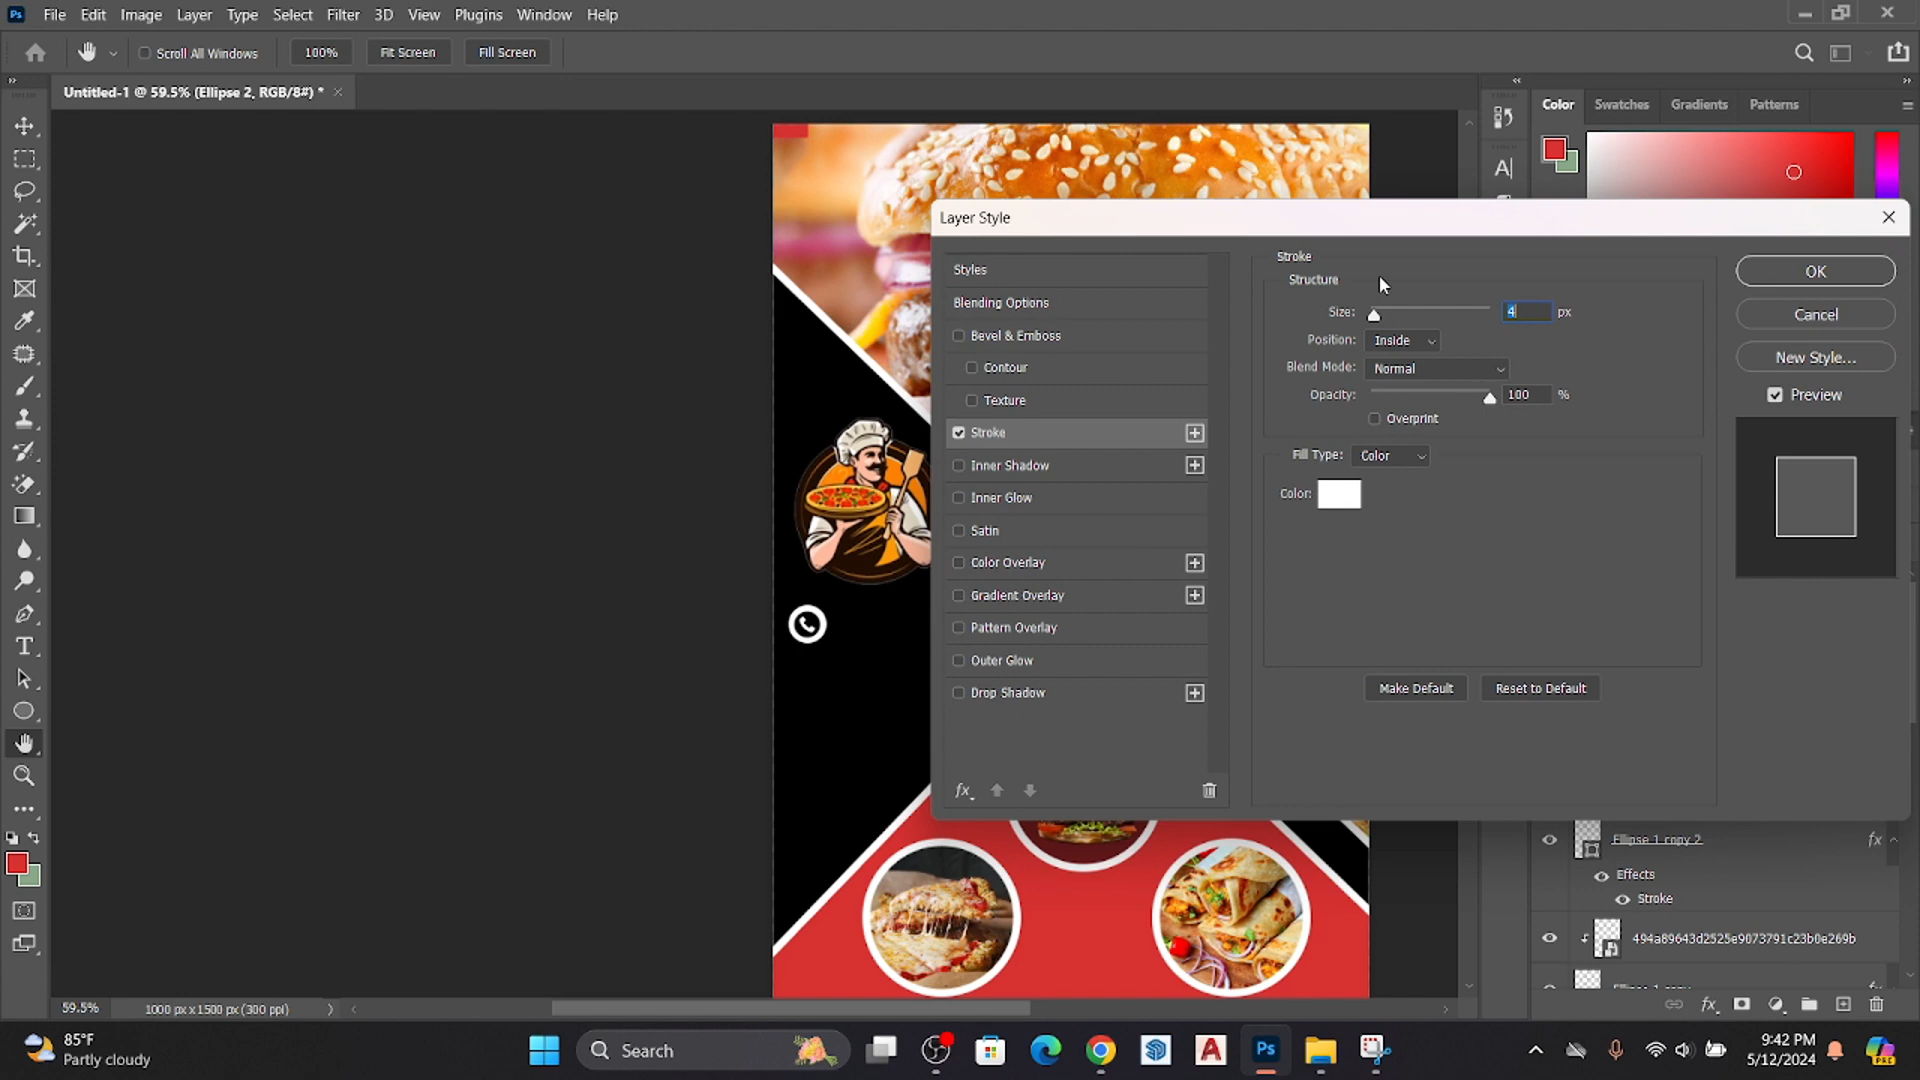 Ps File Edit Image Layer Type Select Filter 3D View Plugins Window Help
Scroll All Windows 100% Fit Screen Fill Screen
Untitled-1 @ 59.5% (Ellipse 2, RGB/8#) *
Color Swatches Gradients Patterns
Layer Style
Styles
Blending Options
Bevel & Emboss
Contour
Texture
Stroke
Inner Shadow
Inner Glow
Satin
Color Overlay
Gradient Overlay
Pattern Overlay
Outer Glow
Drop Shadow
fx
Stroke
Structure
Size: 4 px
Position: Inside
Blend Mode: Normal
Opacity: 100 %
Overprint
Fill Type: Color
Color:
Make Default Reset to Default
OK
Cancel
New Style...
Preview
Ellipse 1 copy 2 fx
Effects
Stroke
494a89643d2525e9073791c23b0e269b
59.5% 1000 px x 1500 px (300 ppi)
85°F
Partly cloudy
Search
Ps
9:42 PM
5/12/2024
PRE